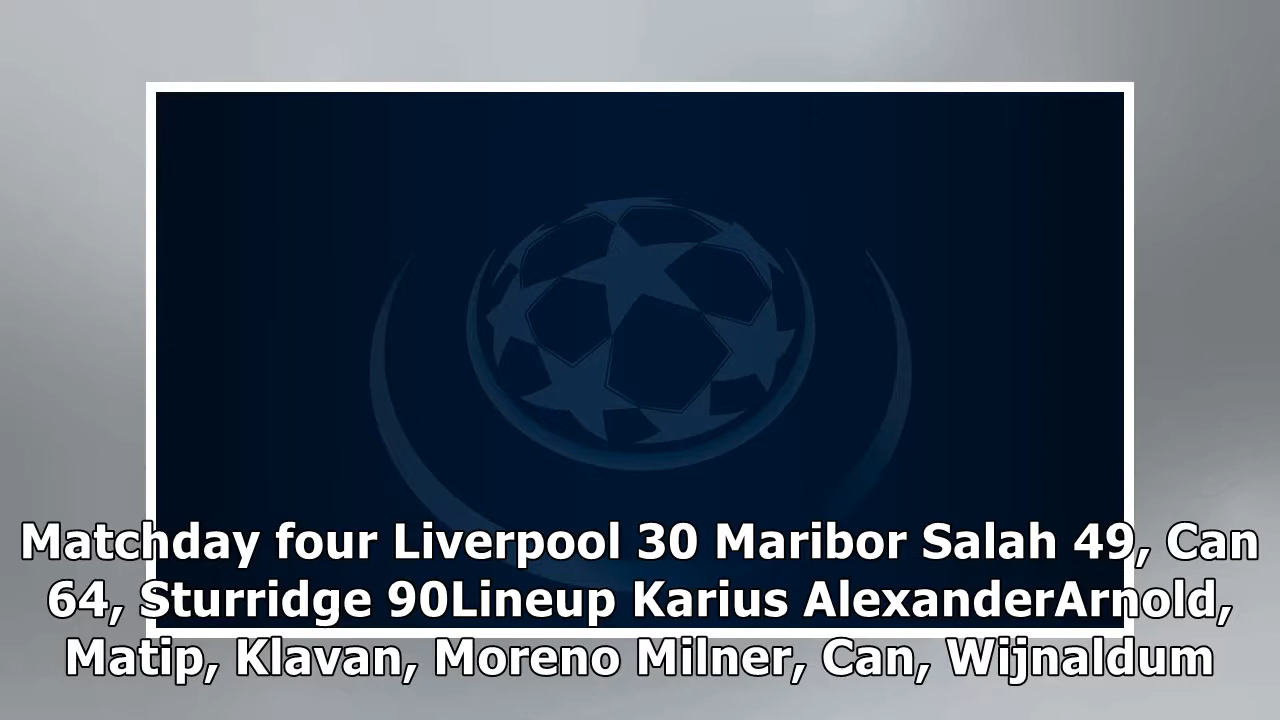 Matchday four Liverpool 30 Maribor Salah 49, Can
64, Sturridge 90Lineup Karius AlexanderArnold,
Matip, Klavan, Moreno Milner, Can, Wijnaldum